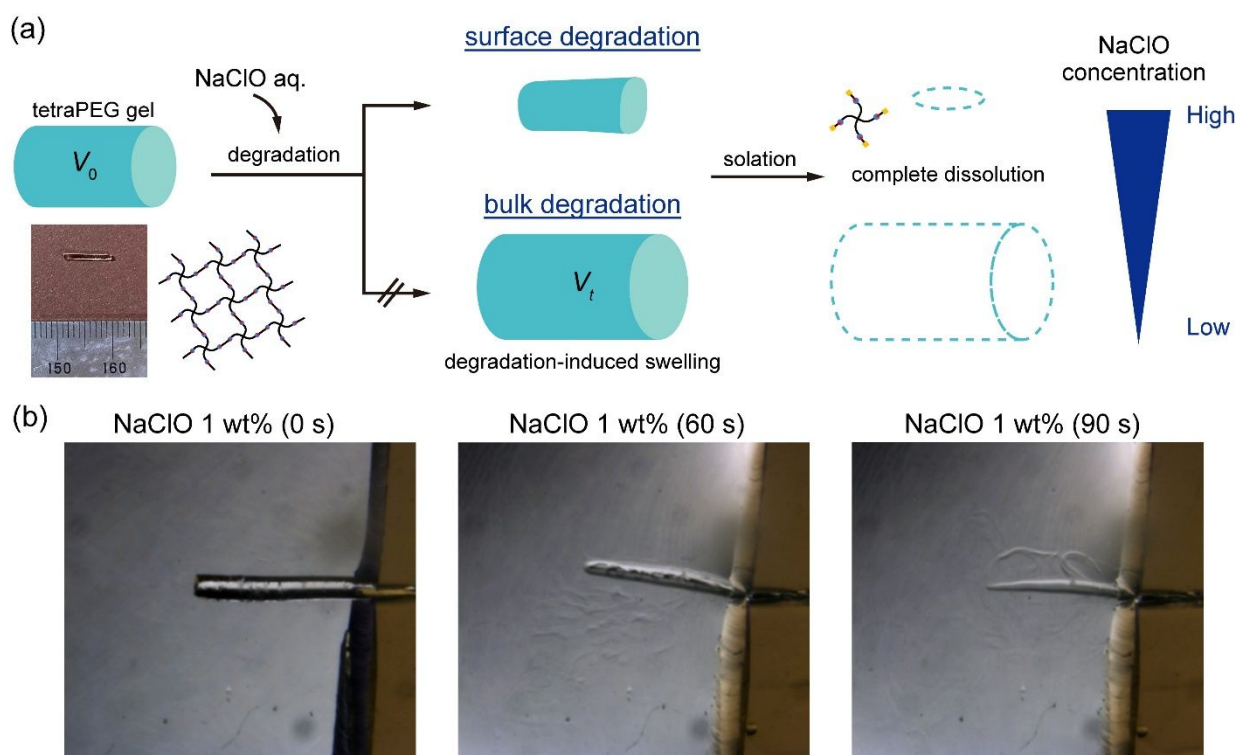 (a)
surface degradation
NaClO
concentration
NaClO aq.
tetraPEG gel
High
V0
degradation
solation
complete dissolution
bulk degradation
Vt
Low
150 160
degradation-induced swelling
(b)
NaClO 1 wt% (0 s)
NaClO 1 wt% (60 s)
NaClO 1 wt% (90 s)